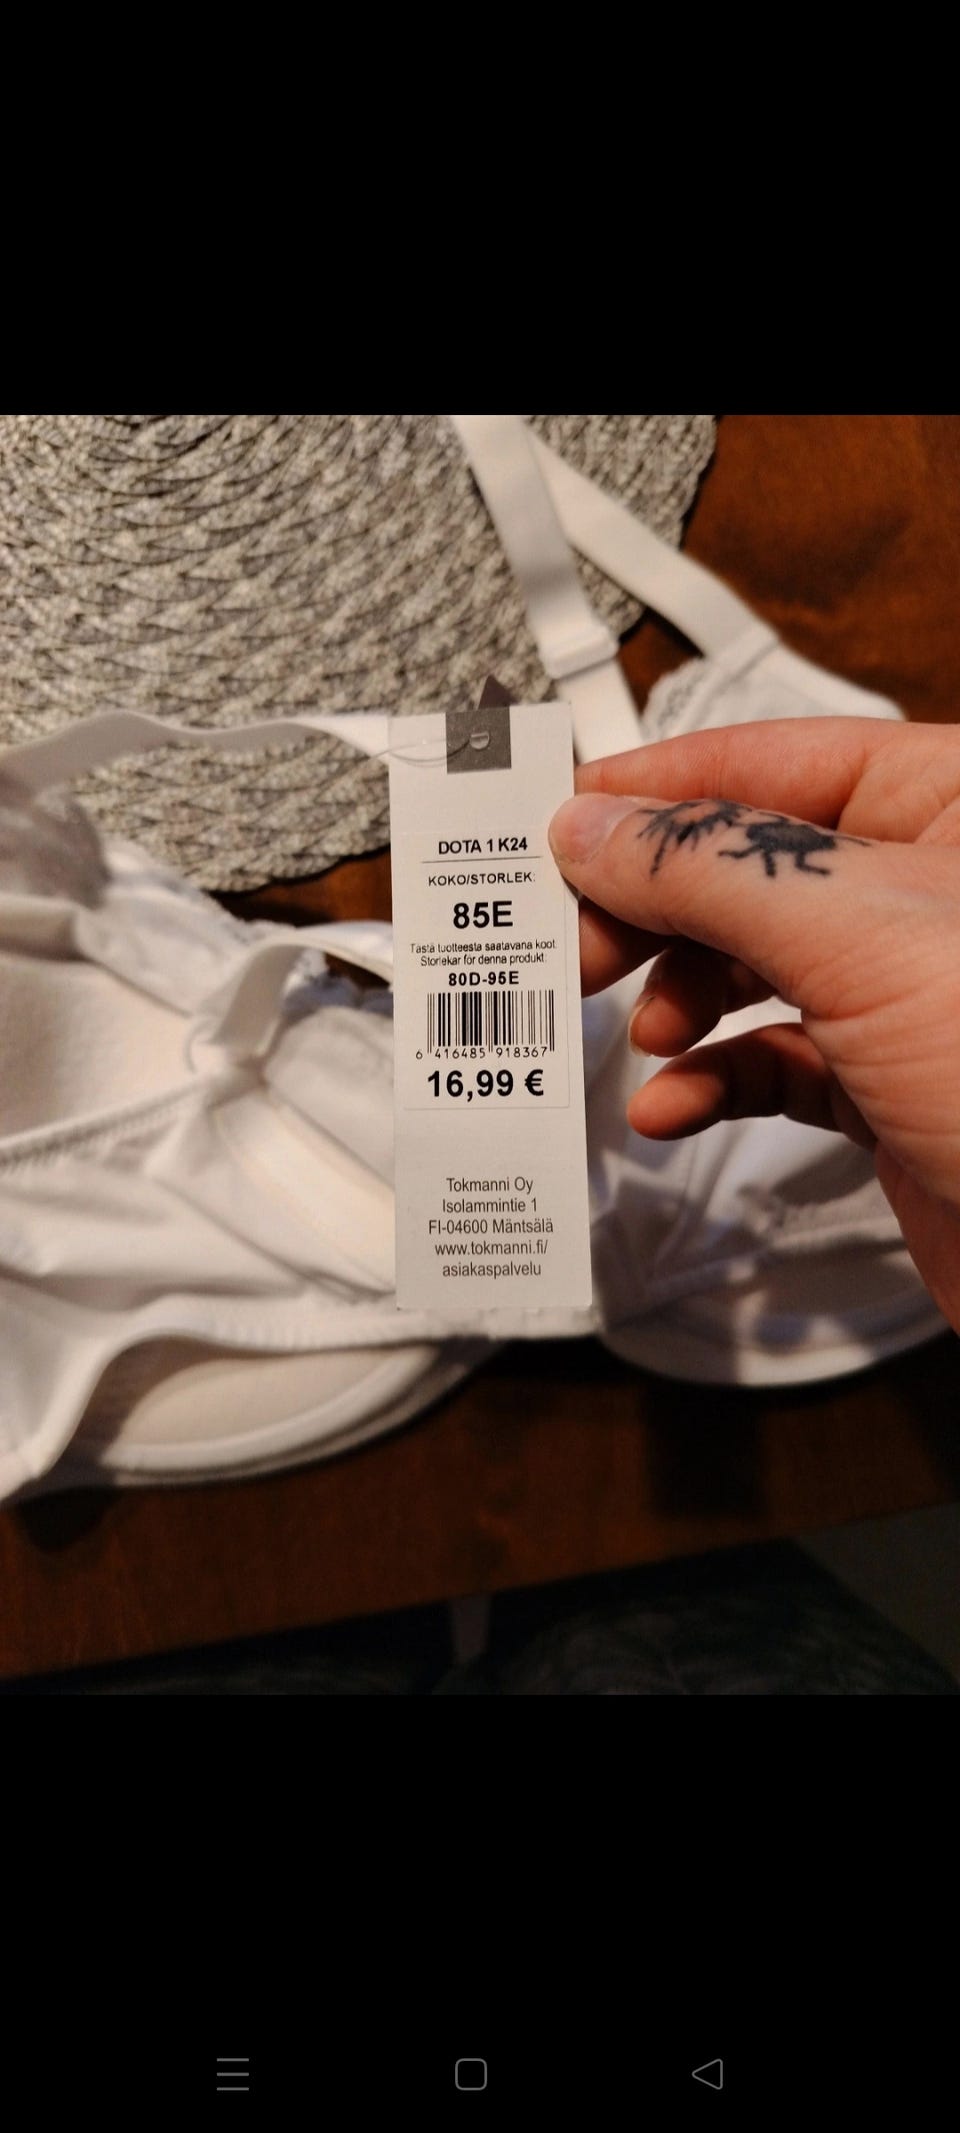 DOTA 1 K24
KOKO/STORLEK:
85E
Tästä tuotteesta saatavana koot:
Storlekar för denna produkt:
80D-95E
6 416485 918367
16,99 €
Tokmanni Oy
Isolammintie 1
FI-04600 Mäntsälä
www.tokmanni.fi/
asiakaspalvelu